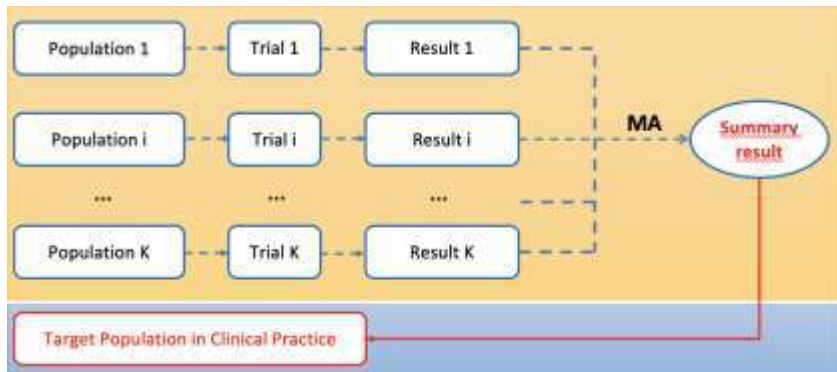 Population 1 Trial 1 Result 1
Population i Trial i Result i
MA
Summary
result
... ... ...
Population K Trial K Result K
Target Population in Clinical Practice